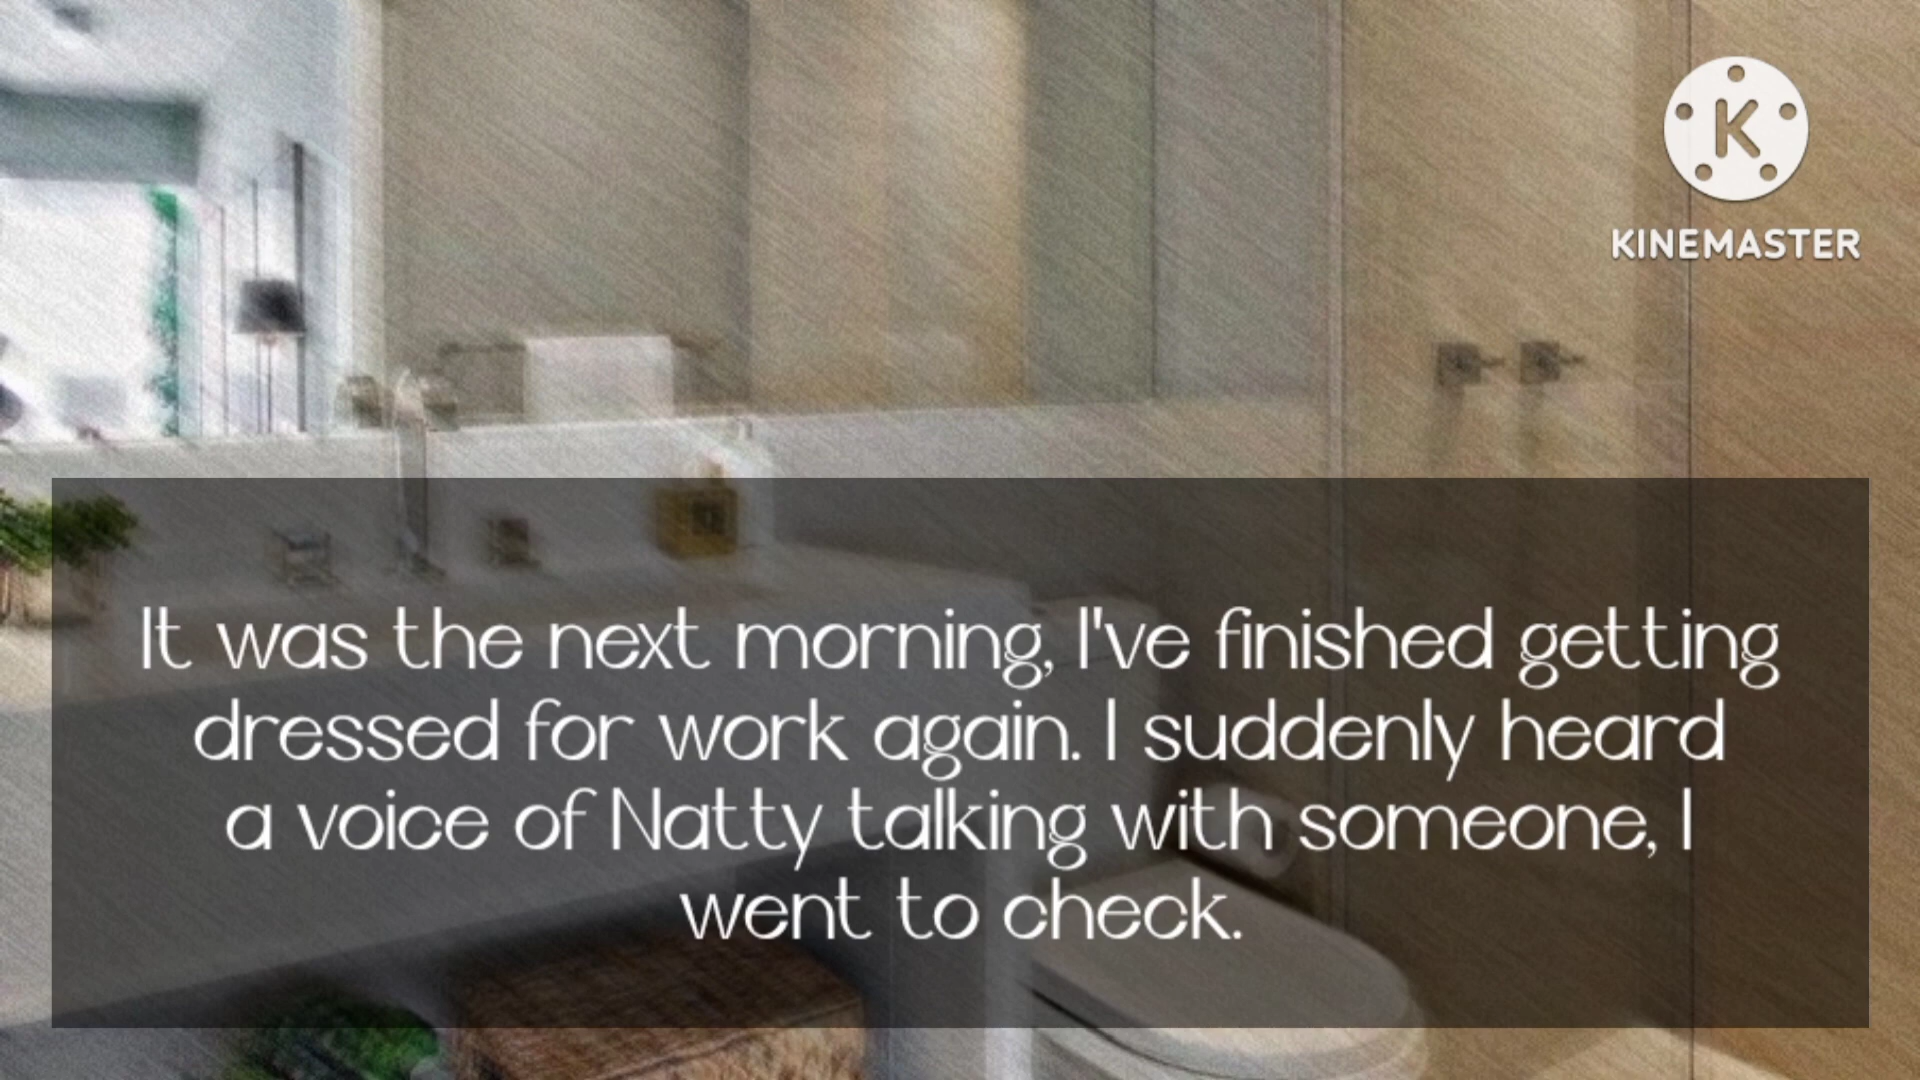 K
KINEMASTER
It was the next morning, I've finished getting
dressed for work again. I suddenly heard
a voice of Natty talking with someone, I
went to check.